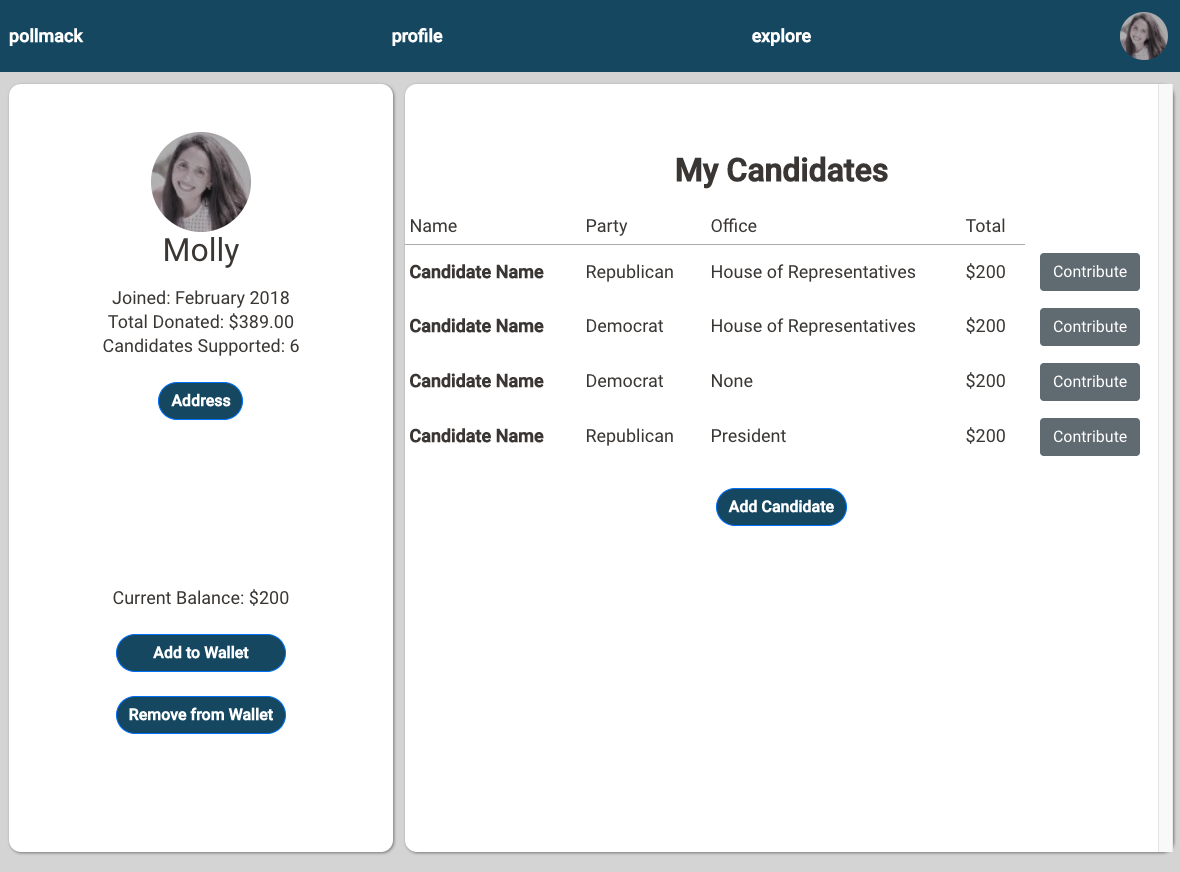 pollmack profile explore
Molly
Joined: February 2018
Total Donated: $389.00
Candidates Supported: 6
Address
Current Balance: $200
Add to Wallet
Remove from Wallet
My Candidates
Name Party Office Total
Candidate Name Republican House of Representatives $200 Contribute
Candidate Name Democrat House of Representatives $200 Contribute
Candidate Name Democrat None $200 Contribute
Candidate Name Republican President $200 Contribute
Add Candidate